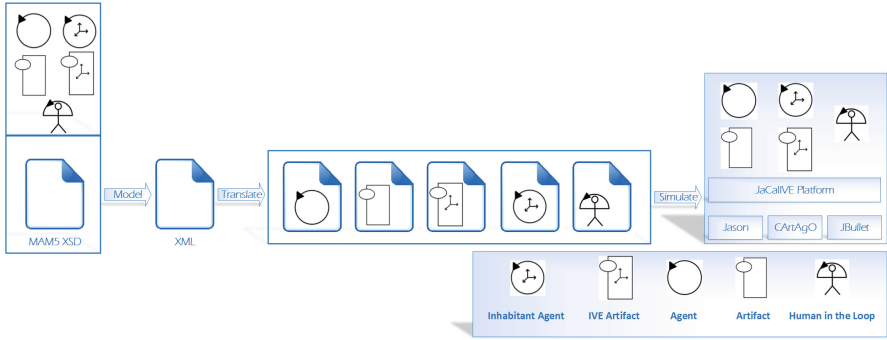 Model
Translate
Simulate
MAM5 XSD
XML
JaCalIVE Platform
Jason
CArtAgO
JBullet
Inhabitant Agent
IVE Artifact
Agent
Artifact
Human in the Loop